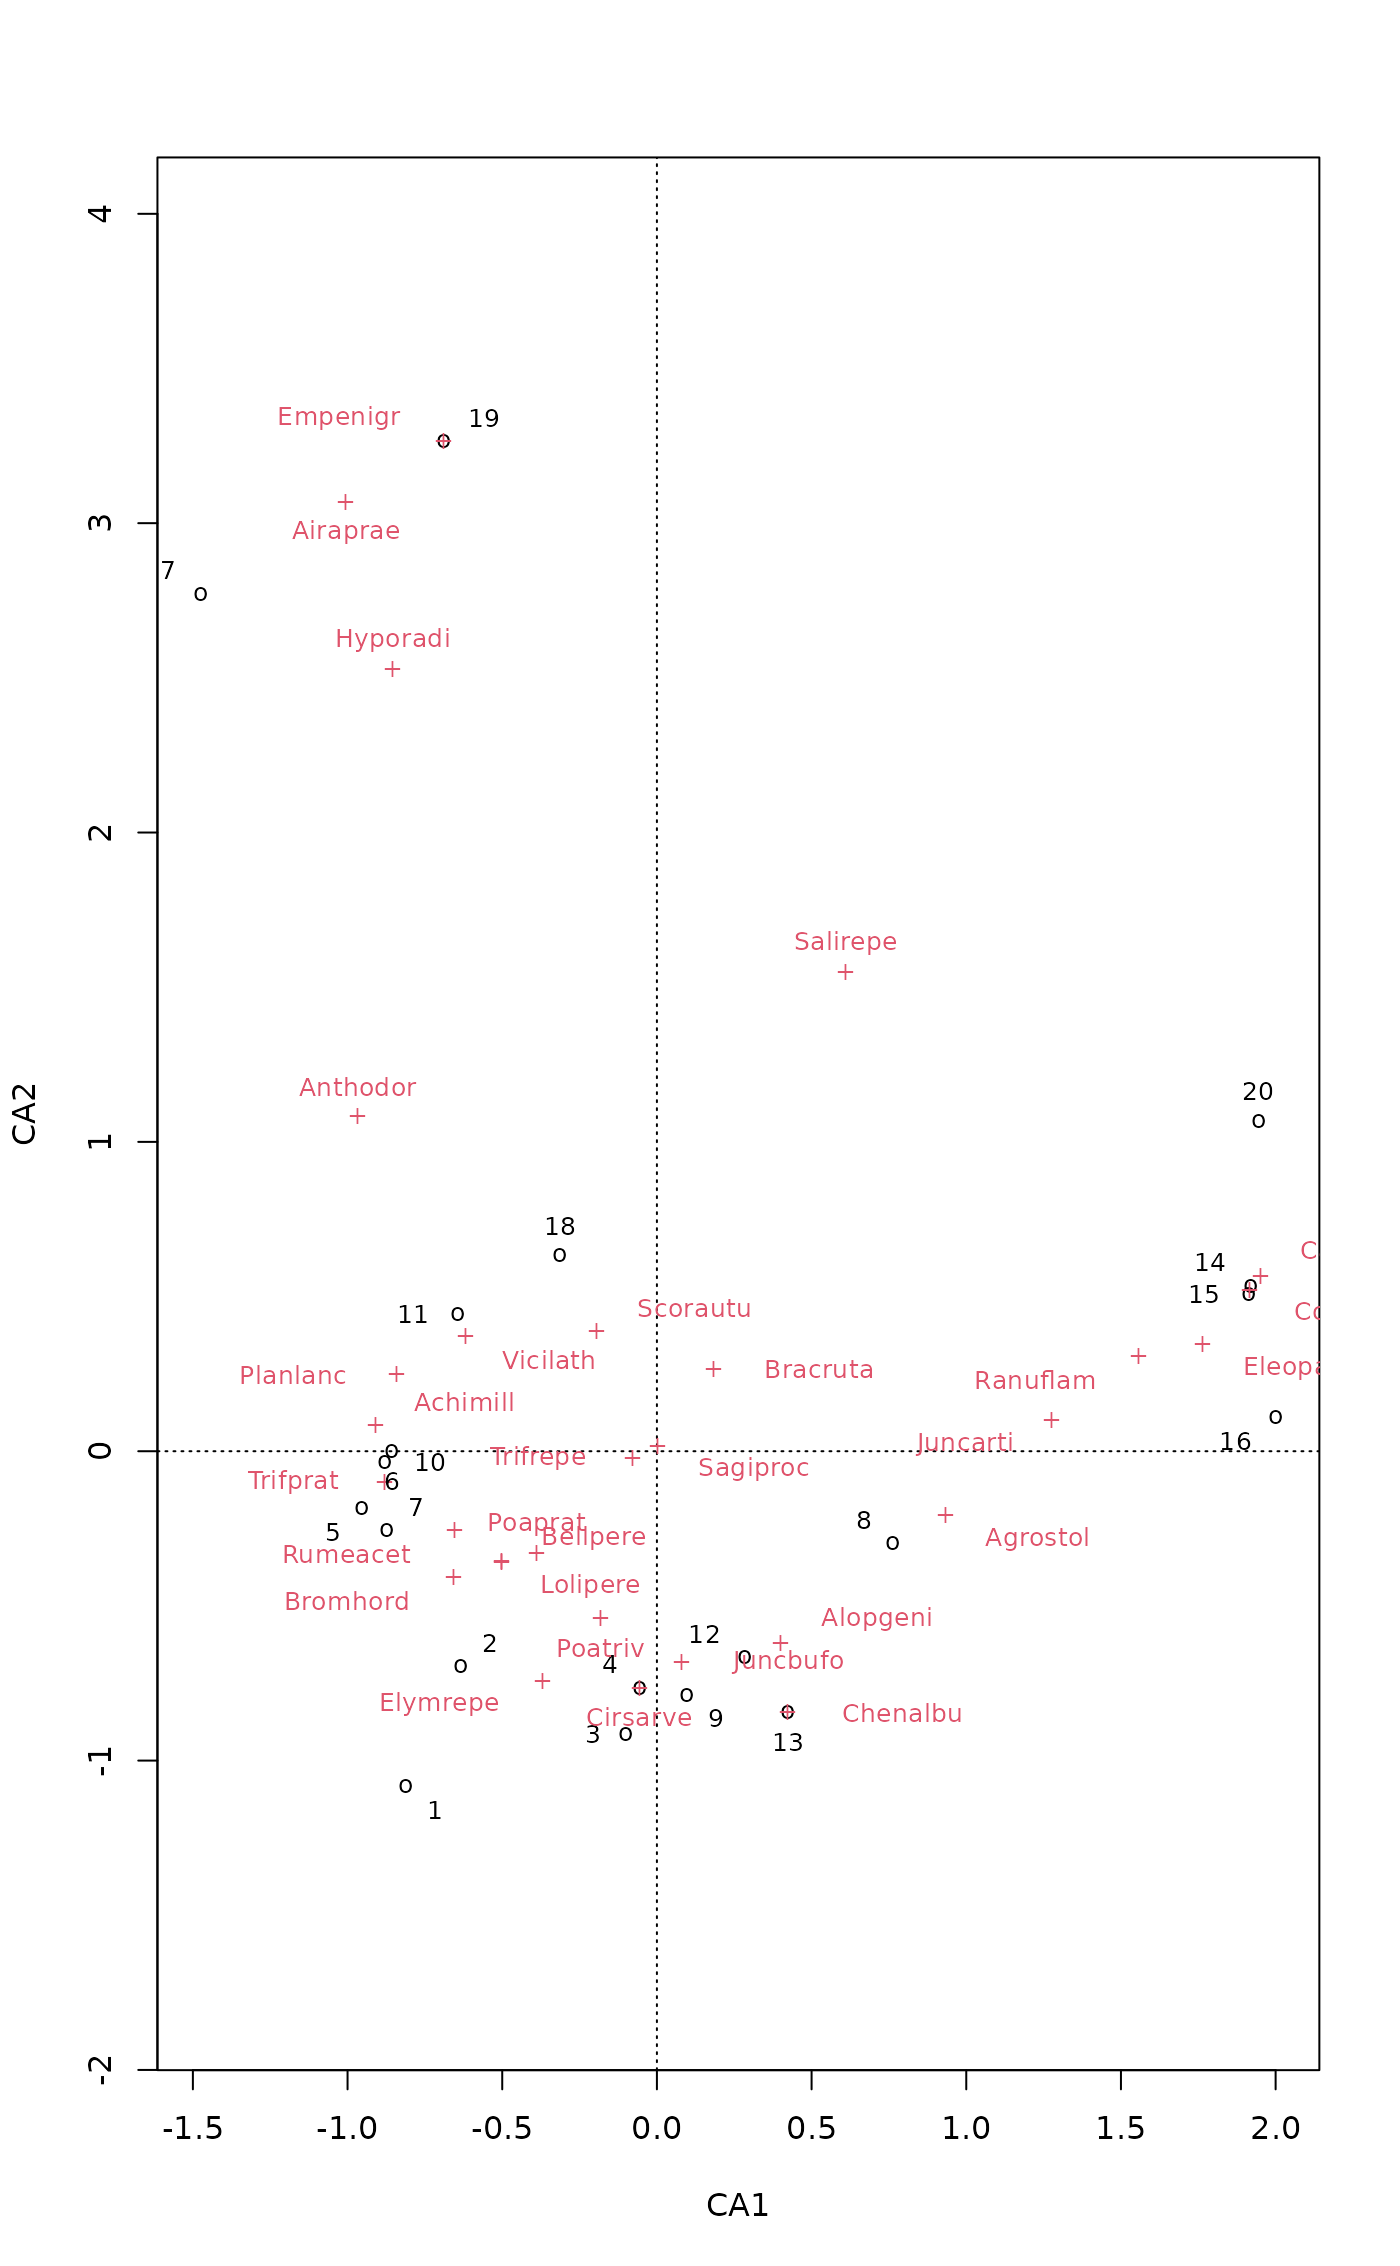 4
Empenigr 19
3
Airaprae
7
Hyporadi
2
Salirepe
Anthodor
20
CA2
1
18
14
C
15
Co
11
Scorautu
Vicilath
Eleopa
Planlanc
Bracruta
Ranuflam
Achimill
16
Juncarti
0
Trifrepe
10
Sagiproc
Trifprat
6
7
5
8
Poaprat
Bellpere
Agrostol
Rumeacet
Lolipere
Bromhord
Alopgeni
12
2
Poatriv
Juncbufo
4
Elymrepe
Cirsarve
9
Chenalbu
3
13
-1
1
-2
-1.5 -1.0 -0.5 0.0 0.5 1.0 1.5 2.0
CA1